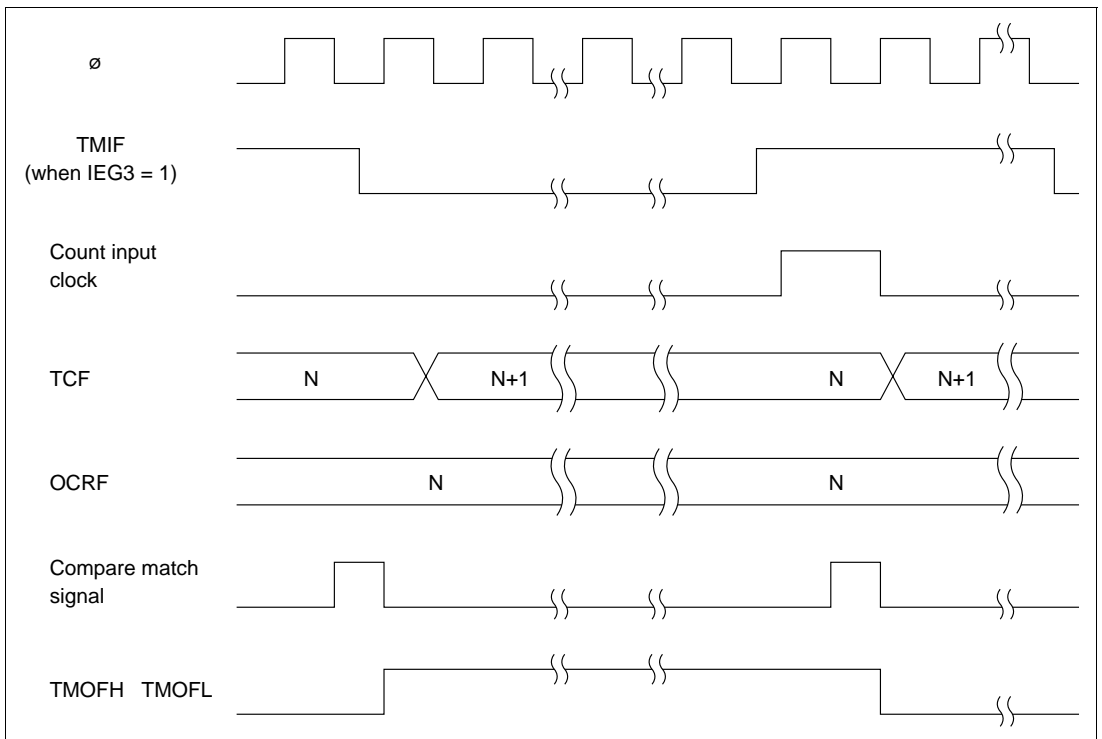 ø
TMIF
(when IEG3 = 1)
Count input
clock
TCF N N+1 N N+1
OCRF N N
Compare match
signal
TMOFH TMOFL